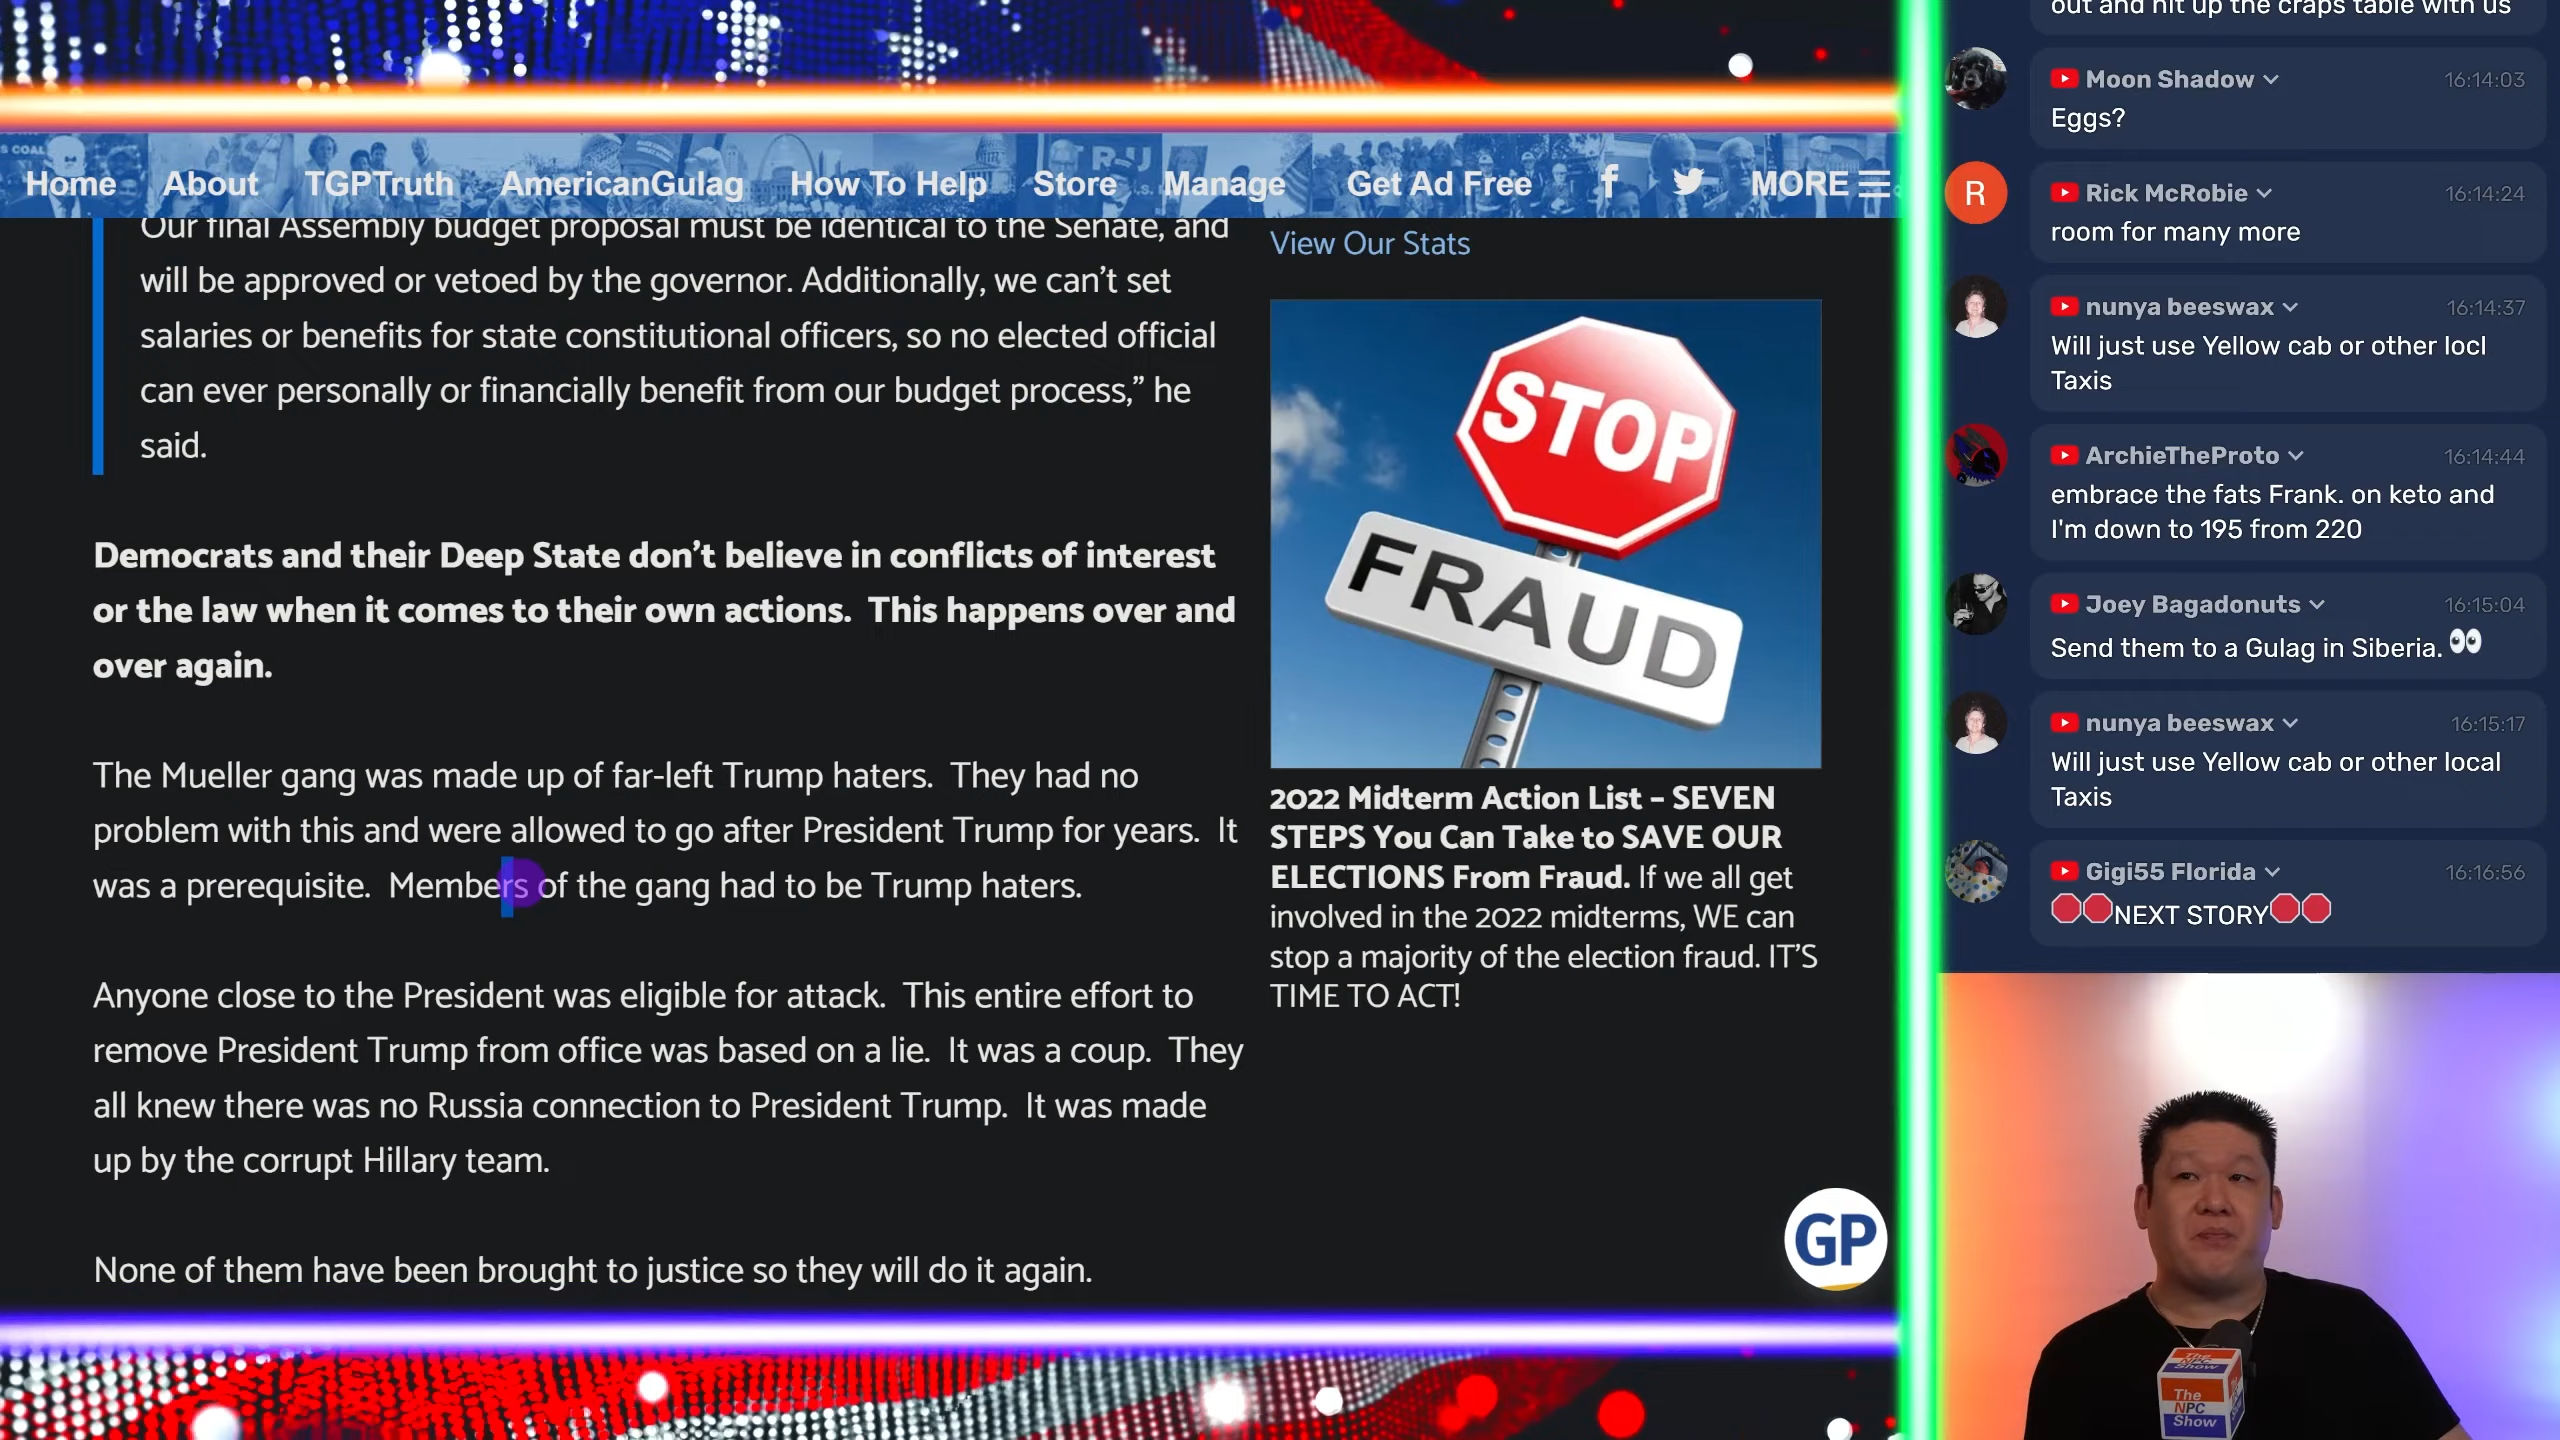 S COAL
TRU
Home About TGPTruth AmericanGulag How To Help Store Manage Get Ad Free MORE
Our final Assembly budget proposal must be identical to the Senate, and
will be approved or vetoed by the governor. Additionally, we can’t set
salaries or benefits for state constitutional officers, so no elected official
can ever personally or financially benefit from our budget process,” he
said.
Democrats and their Deep State don’t believe in conflicts of interest
or the law when it comes to their own actions.  This happens over and
over again.
The Mueller gang was made up of far-left Trump haters.  They had no
problem with this and were allowed to go after President Trump for years.  It
was a prerequisite.  Members of the gang had to be Trump haters.
Anyone close to the President was eligible for attack.  This entire effort to
remove President Trump from office was based on a lie.  It was a coup.  They
all knew there was no Russia connection to President Trump.  It was made
up by the corrupt Hillary team.
None of them have been brought to justice so they will do it again.
View Our Stats
STOP
FRAUD
2022 Midterm Action List – SEVEN
STEPS You Can Take to SAVE OUR
ELECTIONS From Fraud. If we all get
involved in the 2022 midterms, WE can
stop a majority of the election fraud. IT’S
TIME TO ACT!
GP
out and hit up the craps table with us
Moon Shadow 16:14:03
Eggs?
R
Rick McRobie 16:14:24
room for many more
nunya beeswax 16:14:37
Will just use Yellow cab or other locl
Taxis
ArchieTheProto 16:14:44
embrace the fats Frank. on keto and
I'm down to 195 from 220
Joey Bagadonuts 16:15:04
Send them to a Gulag in Siberia. 👀
nunya beeswax 16:15:17
Will just use Yellow cab or other local
Taxis
Gigi55 Florida 16:16:56
🛑🛑NEXT STORY🛑🛑
The
NPC
Show
The
NPC
Show